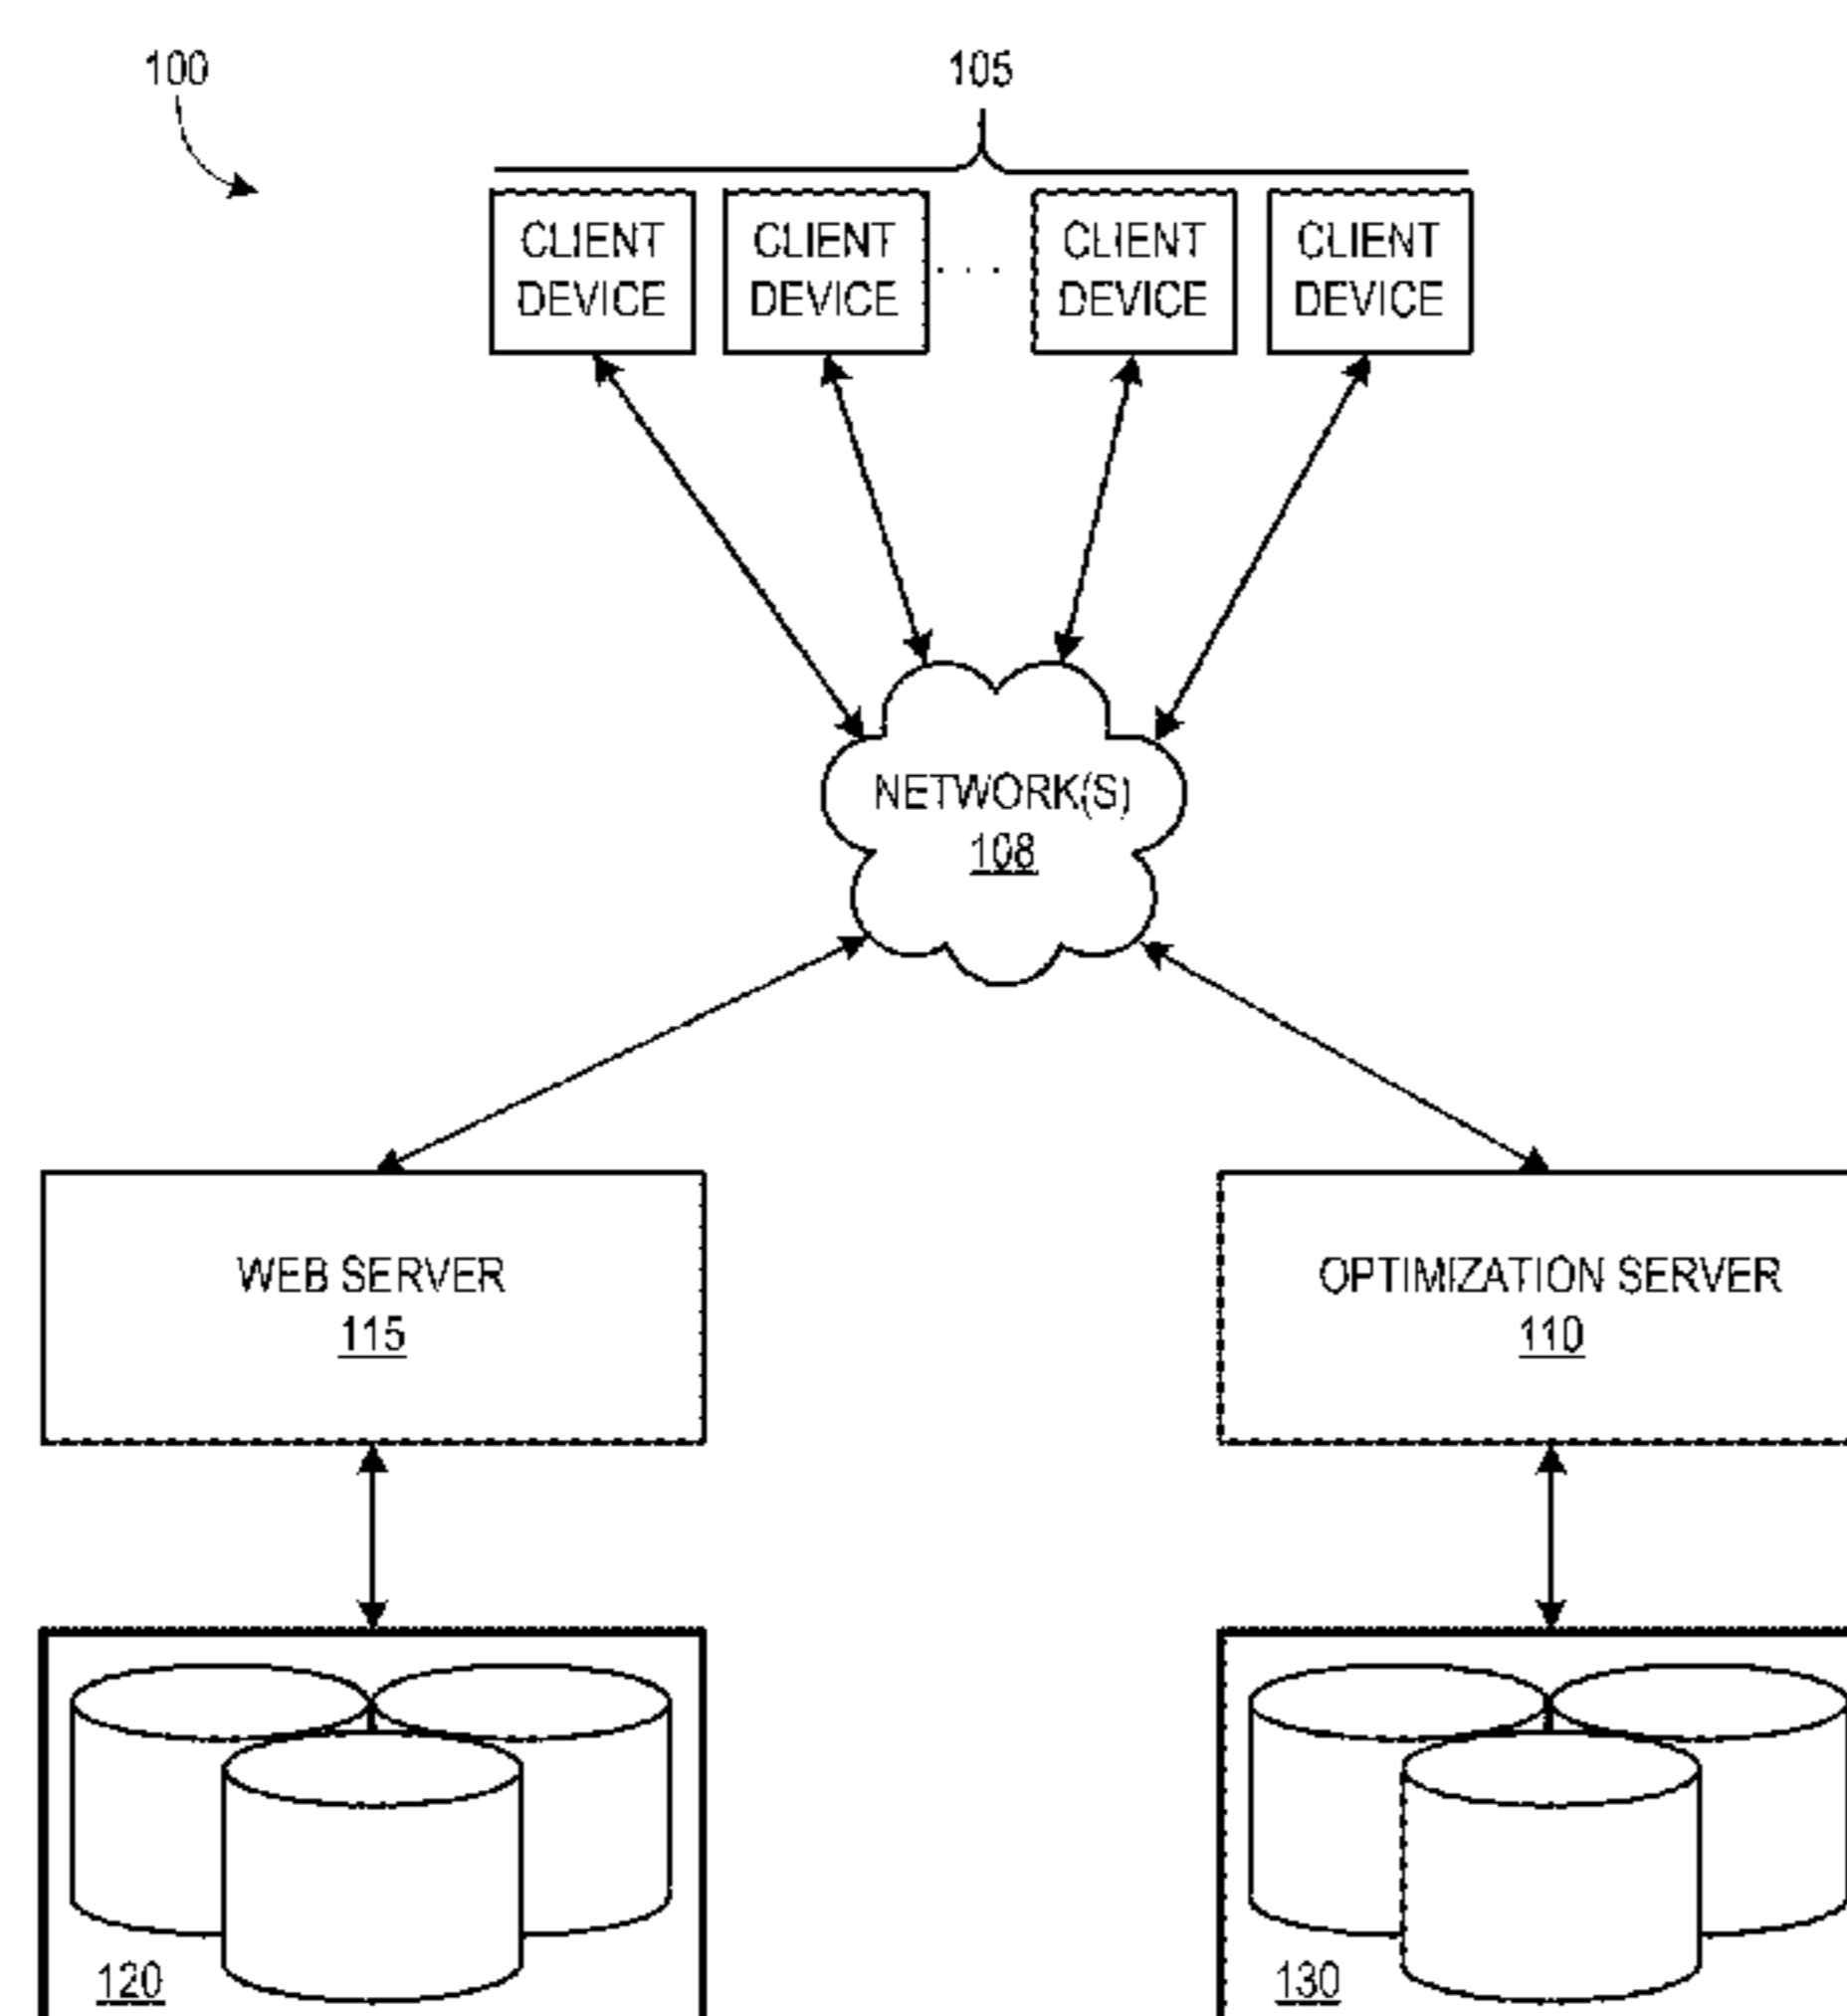 100
105
CLIENT
DEVICE
CLIENT
DEVICE
. . .
CLIENT
DEVICE
CLIENT
DEVICE
NETWORK(S)
108
WEB SERVER
115
OPTIMIZATION SERVER
110
120
130